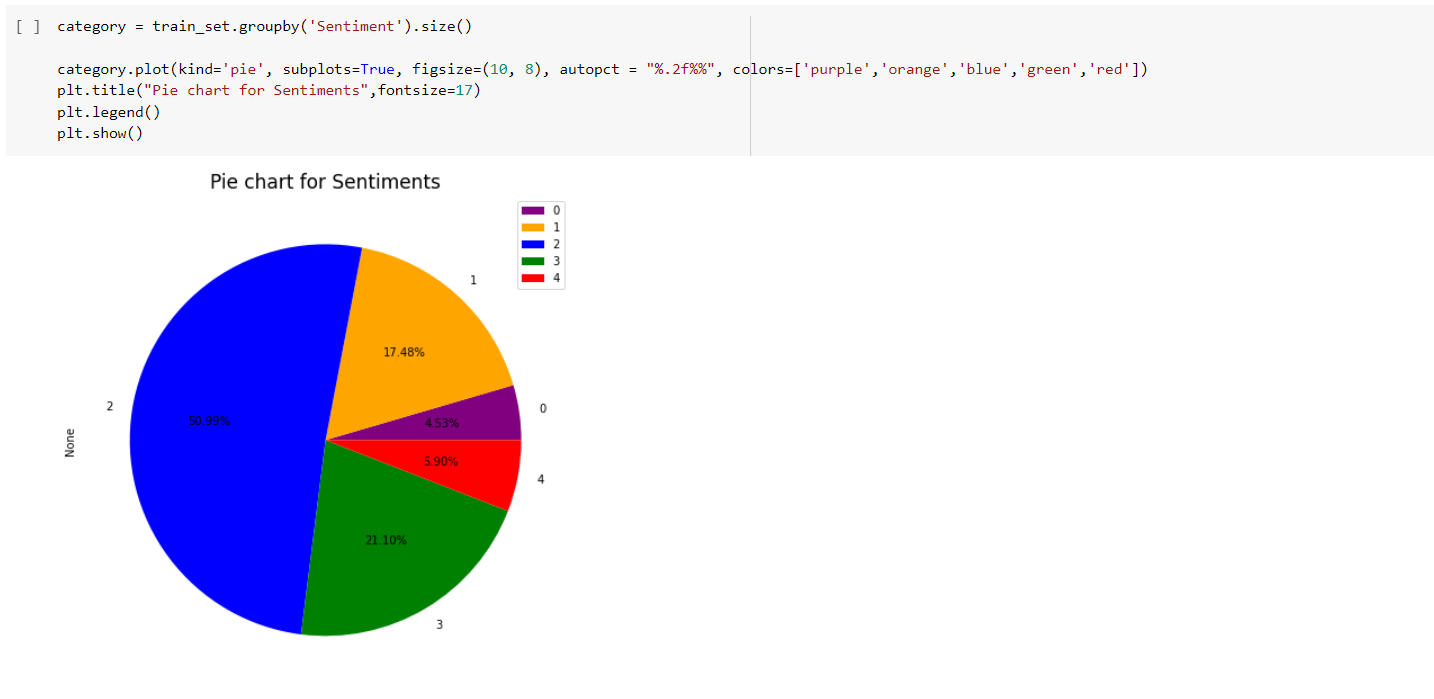 [ ] category = train_set.groupby('Sentiment').size()
category.plot(kind='pie', subplots=True, figsize=(10, 8), autopct = "%.2f%%", colors=['purple','orange','blue','green','red'])
plt.title("Pie chart for Sentiments",fontsize=17)
plt.legend()
plt.show()
Pie chart for Sentiments
0
1
2
3
4
1
17.48%
2
50.99%
0
4.53%
None
5.90%
4
21.10%
3